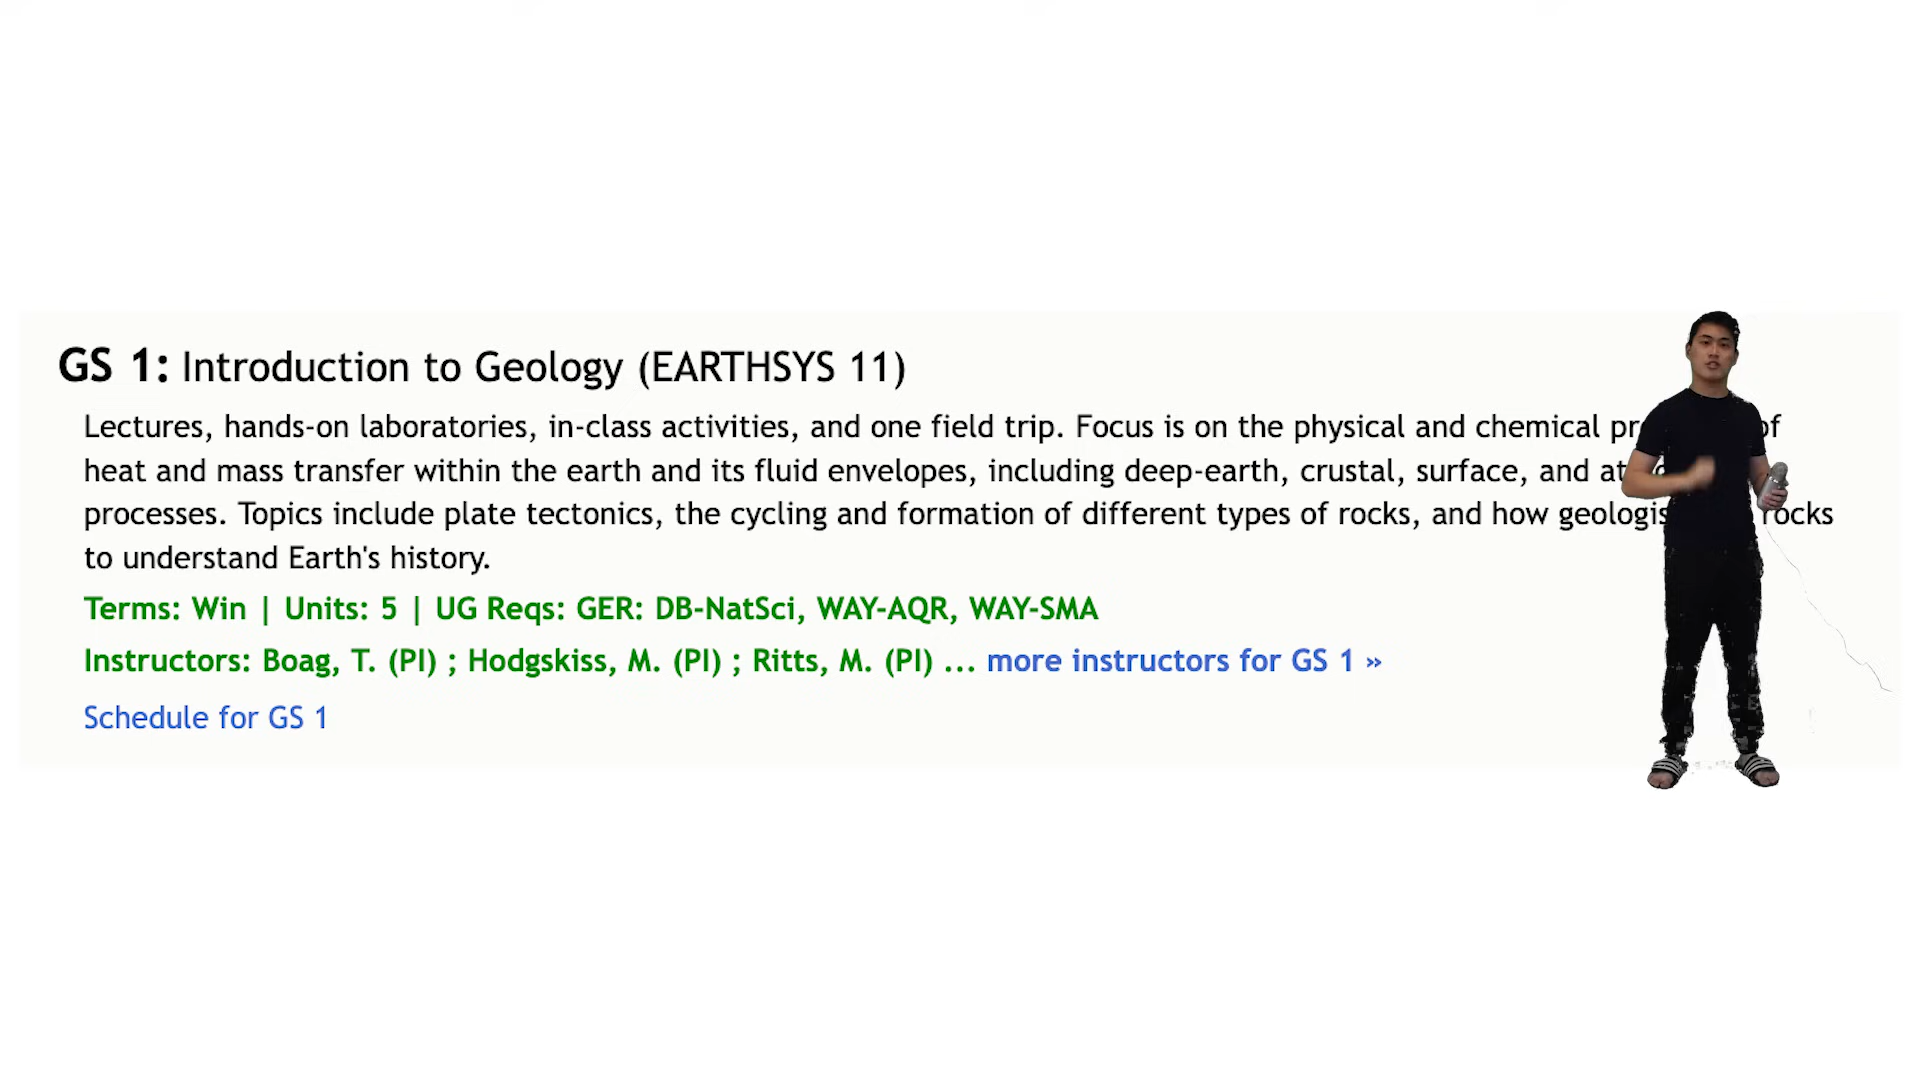 GS 1: Introduction to Geology (EARTHSYS 11)
Lectures, hands-on laboratories, in-class activities, and one field trip. Focus is on the physical and chemical of
heat and mass transfer within the earth and its fluid envelopes, including deep-earth, crustal, surface, and
processes. Topics include plate tectonics, the cycling and formation of different types of rocks, and how rocks
to understand Earth's history.
Terms: Win | Units: 5 | UG Reqs: GER: DB-NatSci, WAY-AQR, WAY-SMA
Instructors: Boag, T. (PI) ; Hodgskiss, M. (PI) ; Ritts, M. (PI) ... more instructors for GS 1 »
Schedule for GS 1